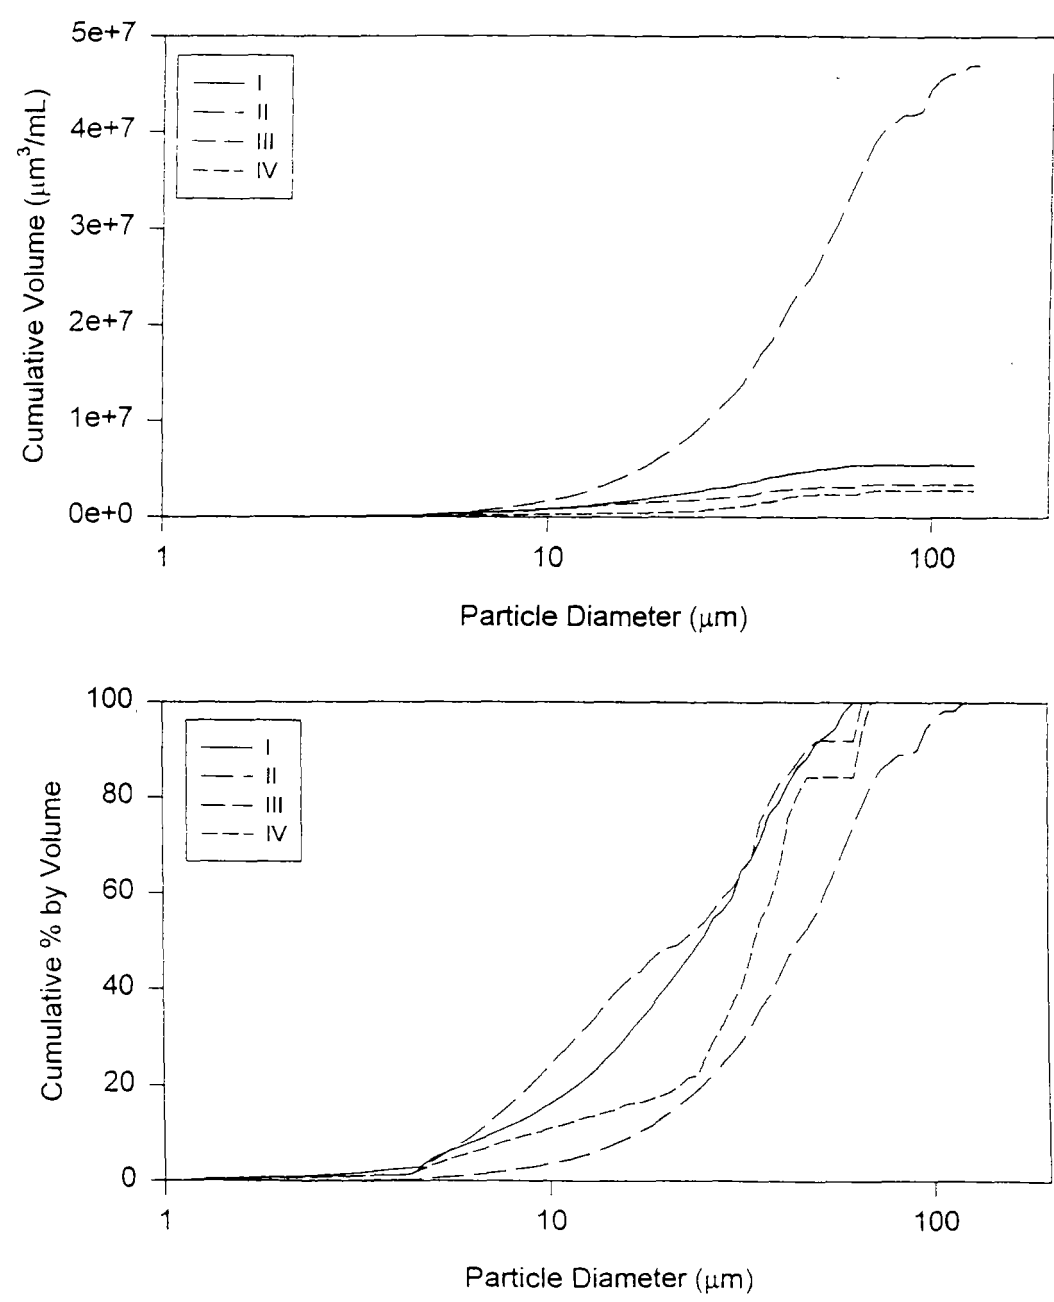 5e+7
4e+7
3e+7
2e+7
1e+7
0e+0
Cumulative Volume (μm³/mL)
I
II
III
IV
1
10
100
Particle Diameter (μm)
100
80
60
40
20
0
Cumulative % by Volume
I
II
III
IV
1
10
100
Particle Diameter (μm)